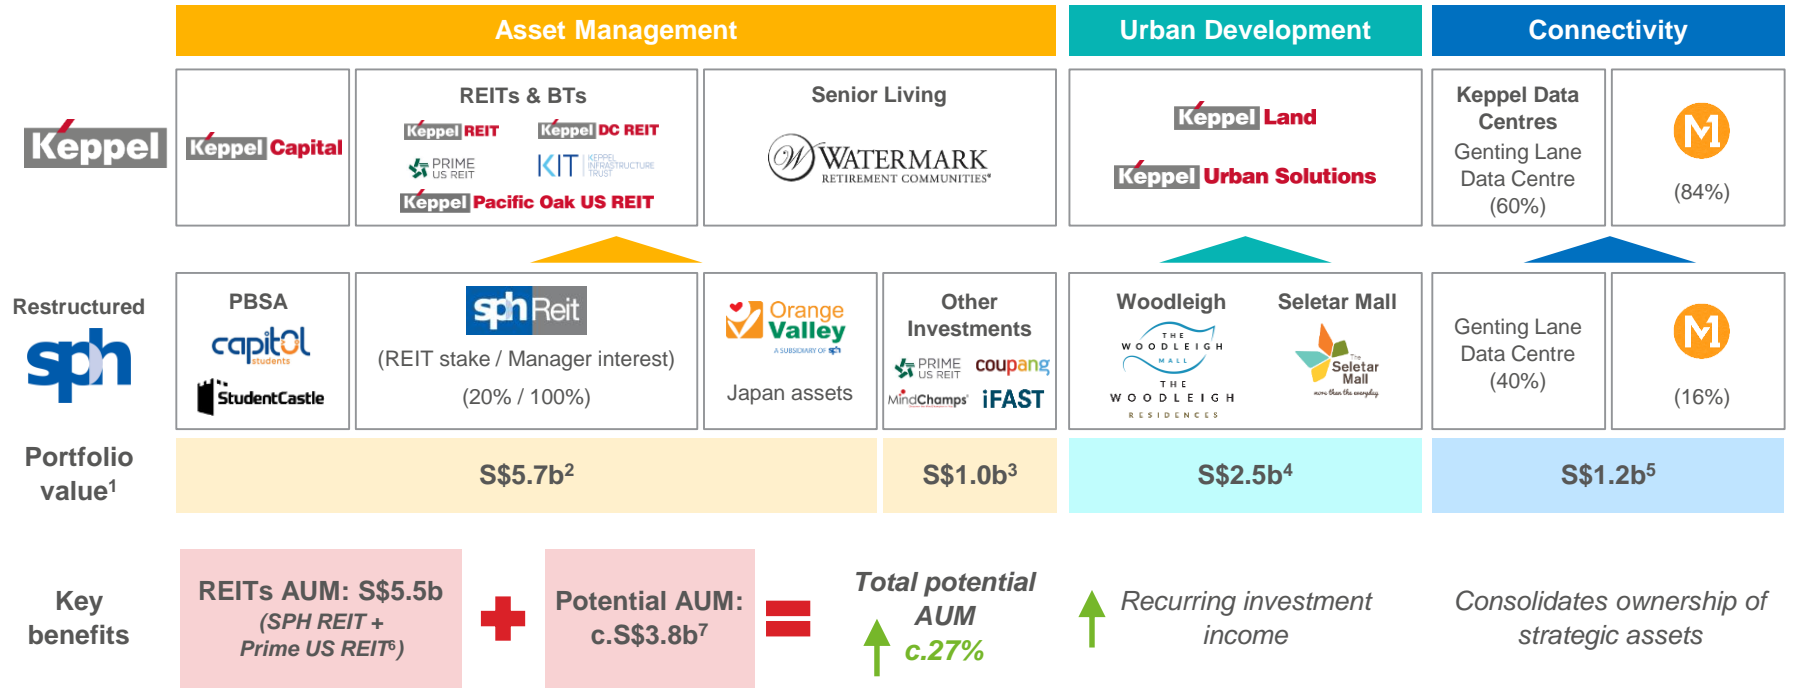 Asset Management
Urban Development
Connectivity
Keppel
Keppel Capital
REITs & BTs
Keppel REIT
Keppel DC REIT
PRIME
US REIT
KIT
KEPPEL
INFRASTRUCTURE
TRUST
Keppel Pacific Oak US REIT
Senior Living
W WATERMARK
RETIREMENT COMMUNITIES
Keppel Land
Keppel Urban Solutions
Keppel Data
Centres
Genting Lane
Data Centre
(60%)
M1
(84%)
Restructured
sph
PBSA
capitol
students
StudentCastle
sph Reit
(REIT stake / Manager interest)
(20% / 100%)
Orange
Valley
A SUBSIDIARY OF sph
Japan assets
Other
Investments
PRIME
US REIT
coupang
MindChamps
iFAST
Woodleigh
THE
WOODLEIGH
MALL
THE
WOODLEIGH
RESIDENCES
Seletar Mall
The
Seletar
Mall
more than the everyday
Genting Lane
Data Centre
(40%)
M1
(16%)
Portfolio
value1
S$5.7b2
S$1.0b3
S$2.5b4
S$1.2b5
Key
benefits
REITs AUM: S$5.5b
(SPH REIT +
Prime US REIT6)
Potential AUM:
c.S$3.8b7
Total potential
AUM
c.27%
Recurring investment
income
Consolidates ownership of
strategic assets